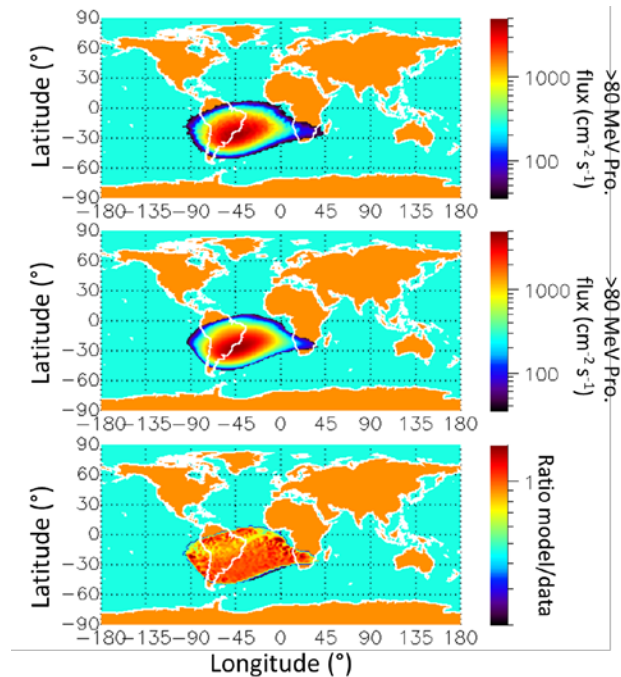 90
60
30
0
−30
−60
−90
Latitude (°)
−180−135−90 −45 0 45 90 135 180
1000
100
>80 MeV Pro.
flux (cm⁻² s⁻¹)
90
60
30
0
−30
−60
−90
Latitude (°)
−180−135−90 −45 0 45 90 135 180
1000
100
>80 MeV Pro.
flux (cm⁻² s⁻¹)
90
60
30
0
−30
−60
−90
Latitude (°)
−180−135−90 −45 0 45 90 135 180
1
Ratio model/data
Longitude (°)